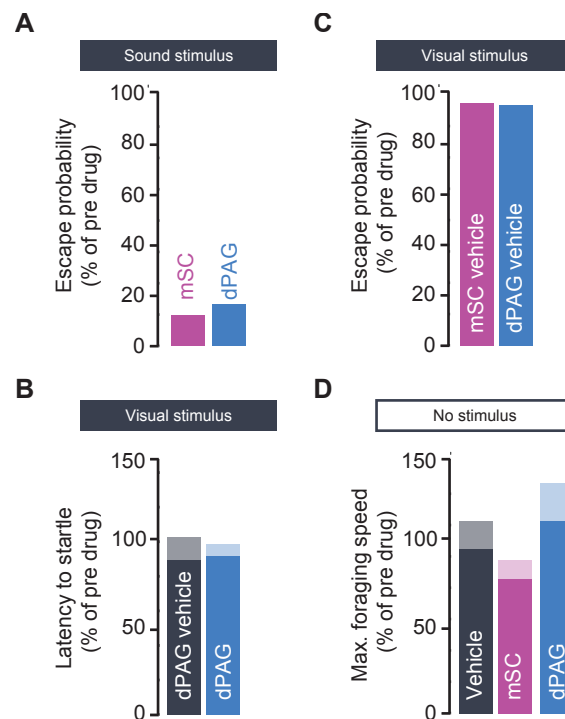 A
Sound stimulus
Escape probability
(% of pre drug)
100
80
60
40
20
0
mSC
dPAG
C
Visual stimulus
Escape probability
(% of pre drug)
100
80
60
40
20
0
mSC vehicle
dPAG vehicle
B
Visual stimulus
Latency to startle
(% of pre drug)
150
100
50
0
dPAG vehicle
dPAG
D
No stimulus
Max. foraging speed
(% of pre drug)
150
100
50
0
Vehicle
mSC
dPAG